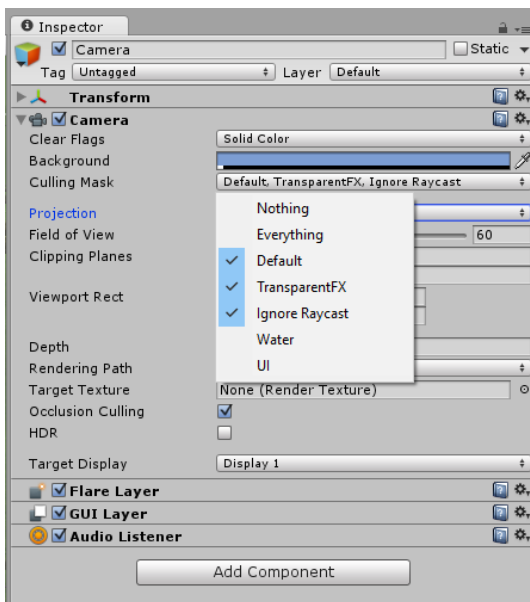 Inspector
Camera Static
Tag Untagged Layer Default
Transform
Camera
Clear Flags Solid Color
Background
Culling Mask Default, TransparentFX, Ignore Raycast
Nothing
Projection
Everything
Field of View 60
Default
Clipping Planes
TransparentFX
Viewport Rect
Ignore Raycast
Water
Depth
UI
Rendering Path
Target Texture None (Render Texture)
Occlusion Culling
HDR
Target Display Display 1
Flare Layer
GUI Layer
Audio Listener
Add Component